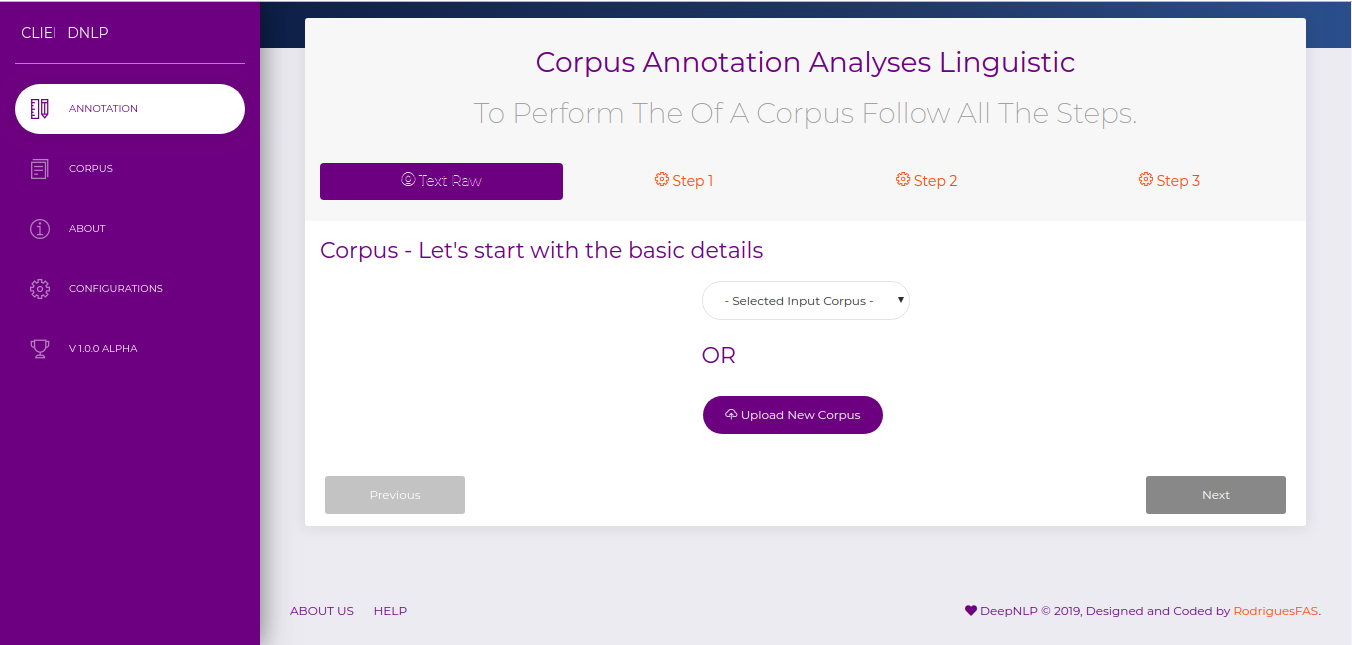 CLIEI DNLP
ANNOTATION
CORPUS
ABOUT
CONFIGURATIONS
V 1.0.0 ALPHA
Corpus Annotation Analyses Linguistic
To Perform The Of A Corpus Follow All The Steps.
Text Raw
Step 1
Step 2
Step 3
Corpus - Let's start with the basic details
- Selected Input Corpus -
OR
Upload New Corpus
Previous
Next
ABOUT US HELP
DeepNLP © 2019, Designed and Coded by RodriguesFAS.